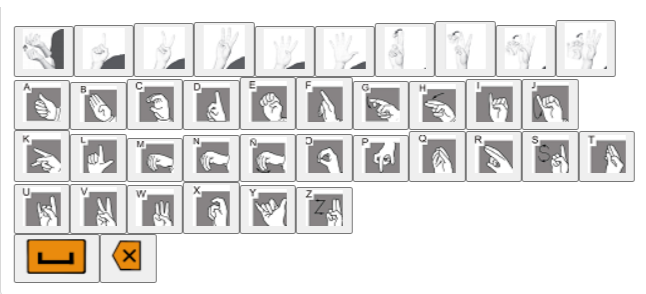 A B C D E F G H I J
K L M N Ñ O P Q R S T
U V W X Y Z